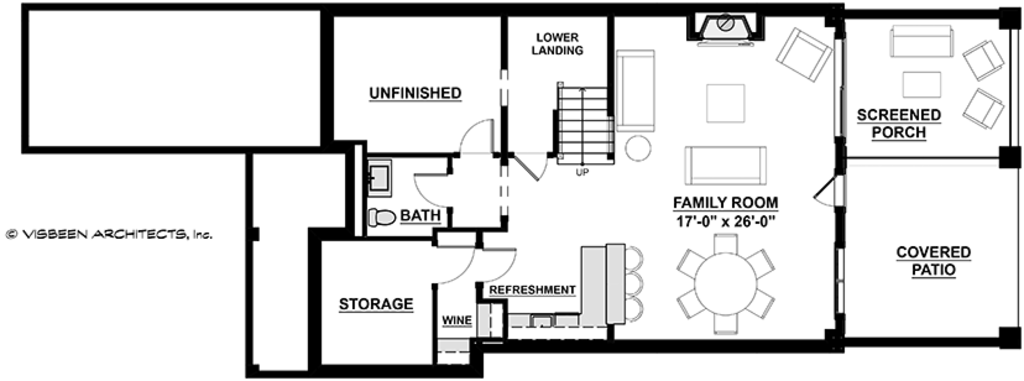 LOWER
LANDING
UNFINISHED
SCREENED
PORCH
UP
BATH
FAMILY ROOM
17'-0" x 26'-0"
© VISBEEN ARCHITECTS, Inc.
COVERED
PATIO
REFRESHMENT
STORAGE
WINE